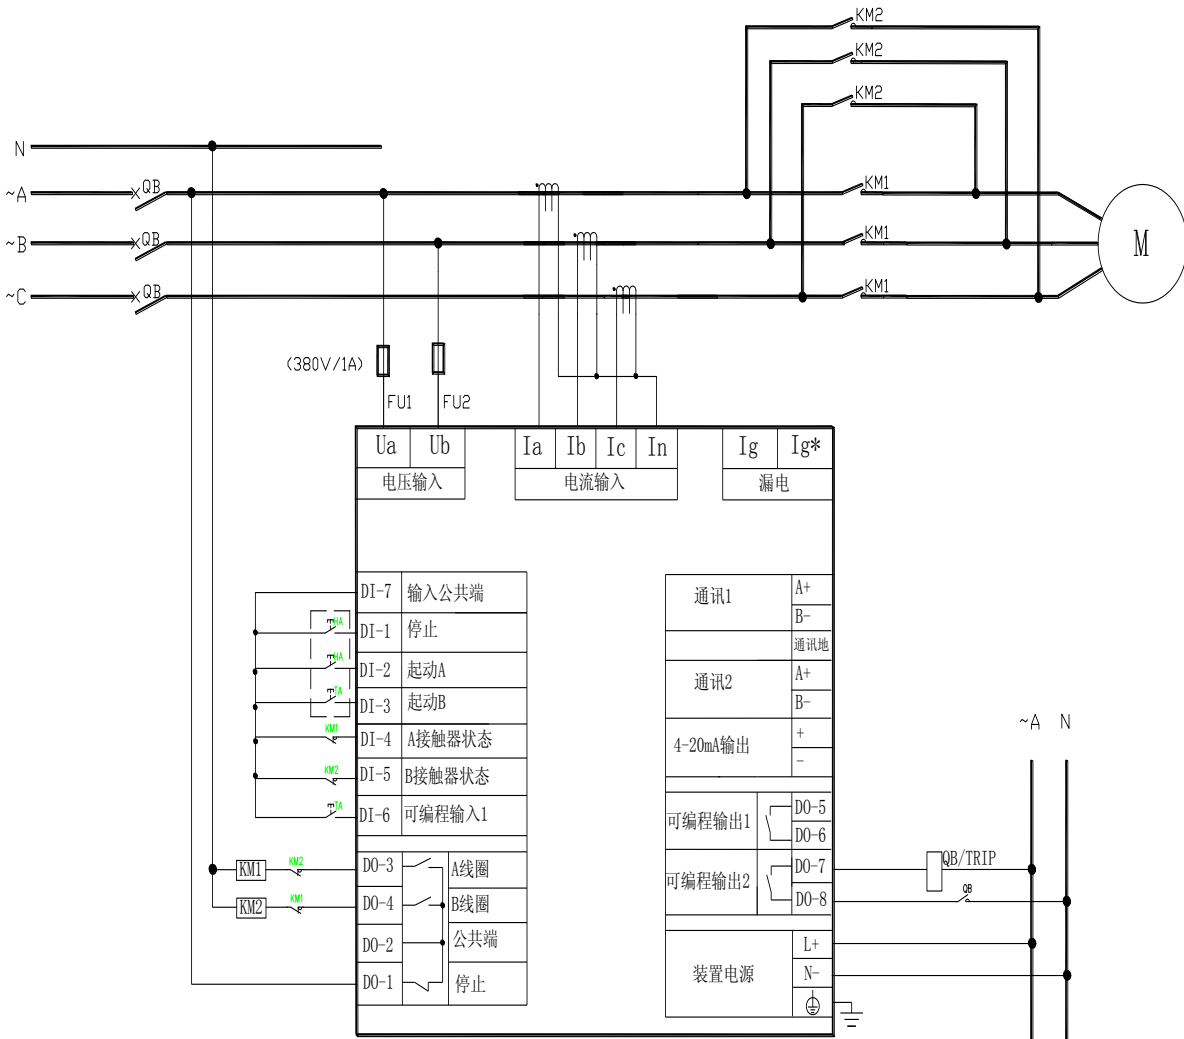 KM2
KM2
KM2
N
~A
QB
KM1
~B
QB
KM1
M
~C
QB
KM1
(380V/1A)
FU1
FU2
Ua
Ub
Ia
Ib
Ic
In
Ig
Ig*
电压输入
电流输入
漏电
DI-7
输入公共端
HA
DI-1
停止
HA
DI-2
起动A
TA
DI-3
起动B
KM1
DI-4
A接触器状态
KM2
DI-5
B接触器状态
TA
DI-6
可编程输入1
KM1
KM2
DO-3
A线圈
KM2
KM1
DO-4
B线圈
DO-2
公共端
DO-1
停止
通讯1
A+
B-
通讯地
通讯2
A+
B-
4-20mA输出
+
-
可编程输出1
DO-5
DO-6
可编程输出2
DO-7
DO-8
QB/TRIP
QB
装置电源
L+
N-
~A
N